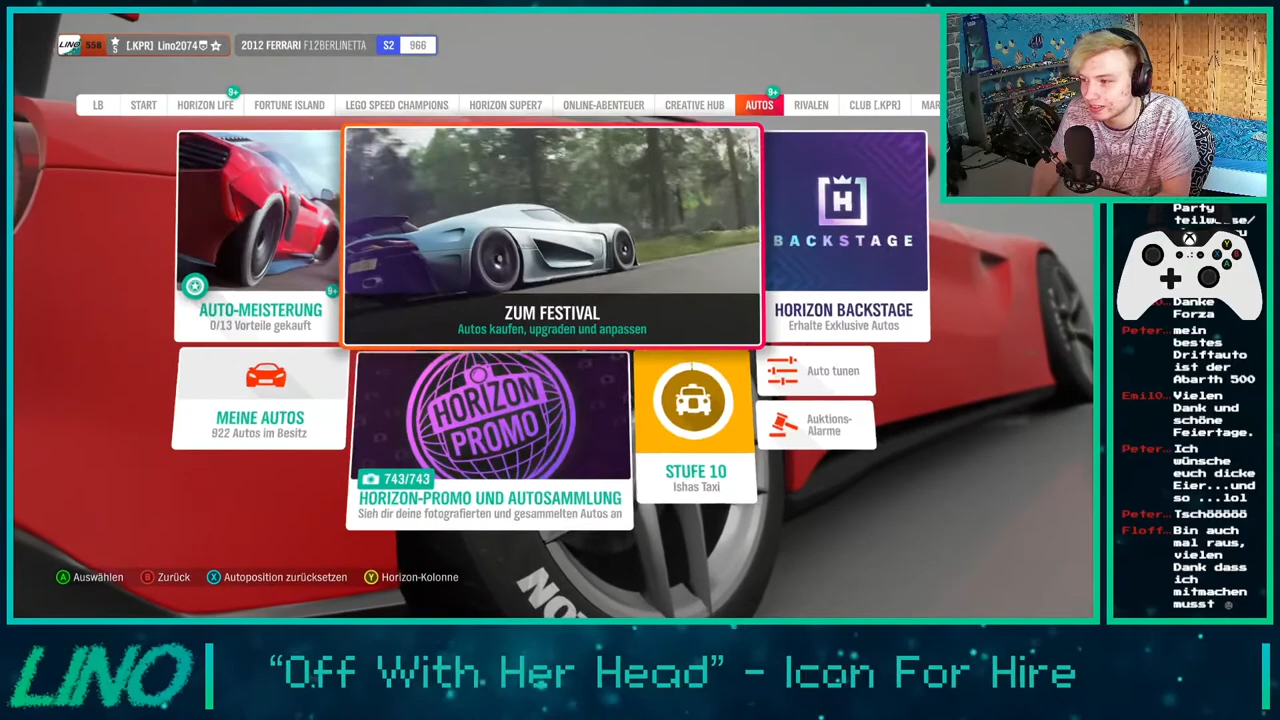 LINO 558 [.KPR] Lino2074
2012 FERRARI F12BERLINETTA S2 966
9+ 9+
LB START HORIZON LIFE FORTUNE ISLAND LEGO SPEED CHAMPIONS HORIZON SUPER7 ONLINE-ABENTEUER CREATIVE HUB AUTOS RIVALEN CLUB [.KPR] MAR
AUTO-MEISTERUNG 9+
0/13 Vorteile gekauft
ZUM FESTIVAL
Autos kaufen, upgraden und anpassen
H
BACKSTAGE
HORIZON BACKSTAGE
Erhalte Exklusive Autos
MEINE AUTOS
922 Autos im Besitz
HORIZON
PROMO
743/743
HORIZON-PROMO UND AUTOSAMMLUNG
Sieh dir deine fotografierten und gesammelten Autos an
STUFE 10
Ishas Taxi
Auto tunen
Auktions-
Alarme
A Auswählen B Zurück X Autoposition zurücksetzen Y Horizon-Kolonne
Party
Danke
Forza
Peter… mein
bestes
Driftauto
ist der
Abarth 500
EmilO… Vielen
Dank und
schöne
Feiertage.
Peter… Ich
wünsche
euch dicke
Eier...und
so ...lol
Peter… Tschööööö
Floff… Bin auch
mal raus,
vielen
Dank dass
ich
mitmachen
musst
LINO
“Off With Her Head” - Icon For Hire